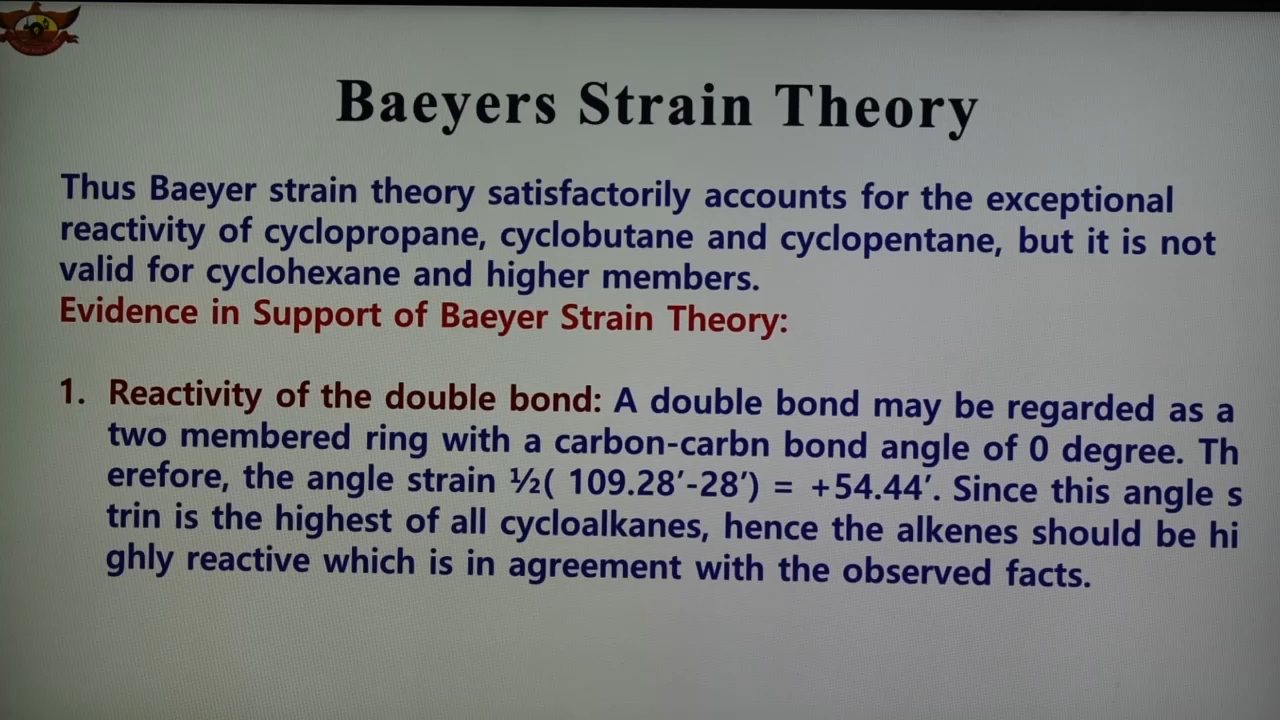 Baeyers Strain Theory
Thus Baeyer strain theory satisfactorily accounts for the exceptional
reactivity of cyclopropane, cyclobutane and cyclopentane, but it is not
valid for cyclohexane and higher members.
Evidence in Support of Baeyer Strain Theory:
1. Reactivity of the double bond: A double bond may be regarded as a
two membered ring with a carbon-carbn bond angle of 0 degree. Th
erefore, the angle strain ½( 109.28′-28′) = +54.44′. Since this angle s
trin is the highest of all cycloalkanes, hence the alkenes should be hi
ghly reactive which is in agreement with the observed facts.